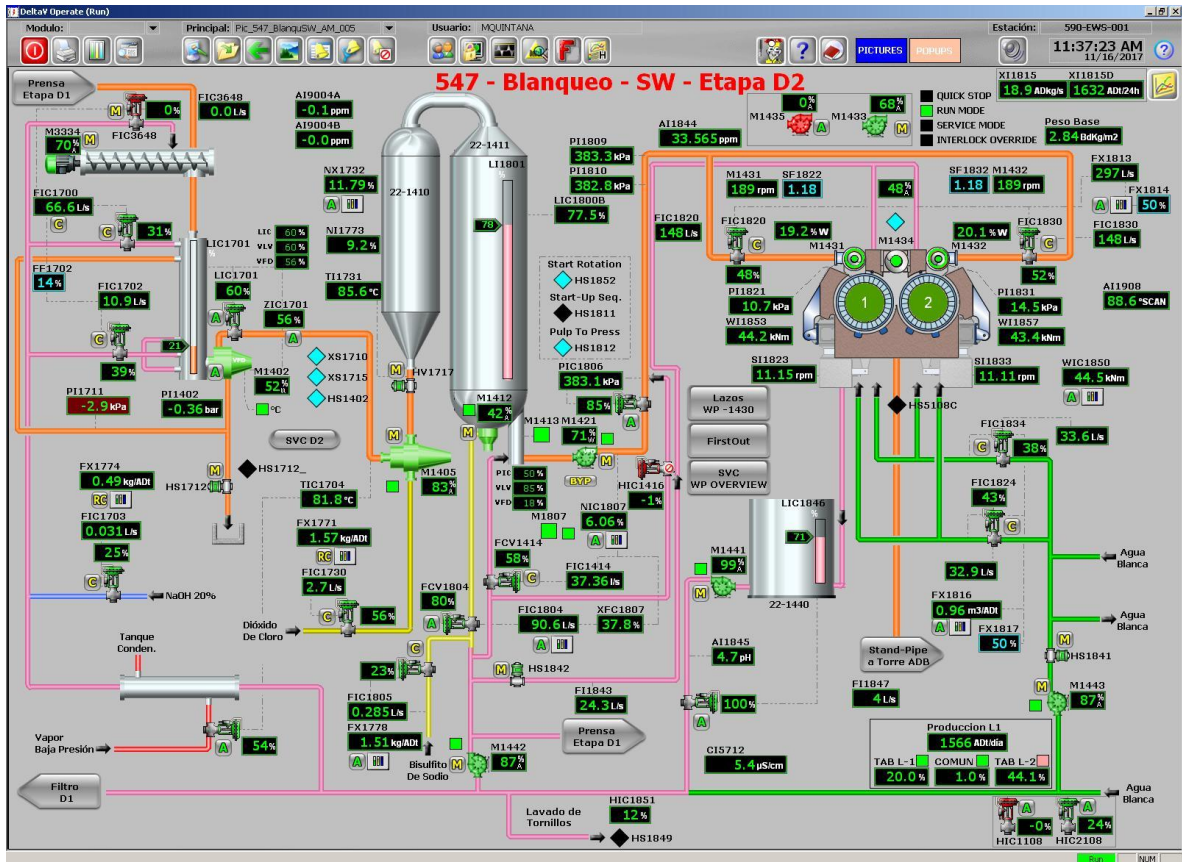 DeltaV Operate (Run)
Modulo:
Principal: Pic_547_BlanquSW_AM_005
Usuario: MQUINTANA
Estación: 590-EWS-001
PICTURES
POPUPS
11:37:23 AM
11/16/2017
547 - Blanqueo - SW - Etapa D2
Prensa
Etapa D1
M
0%
FIC3648
FIC3648
0.0 L/s
M3334
70%
M
AI9004A
-0.1 ppm
AI9004B
-0.0 ppm
22-1410
22-1411
LI1801
78
NX1732
11.79 %
A
NI1773
9.2 %
TI1731
85.6 °C
LIC1800B
77.5 %
PI1809
383.3 kPa
PI1810
382.8 kPa
AI1844
33.565 ppm
0%
M1435
A
68%
M1433
M
QUICK STOP
RUN MODE
SERVICE MODE
INTERLOCK OVERRIDE
XI1815
18.9 ADkg/s
XI1815D
1632 ADt/24h
Peso Base
2.84 BdKg/m2
FX1813
297 L/s
FX1814
50 %
A
FIC1700
66.6 L/s
C
C
31 %
FF1702
14 %
FIC1702
10.9 L/s
C
39 %
LIC1701
%
21
LIC 60 %
VLV 60 %
VFD 56 %
LIC1701
60 %
A
ZIC1701
56 %
A
A
M1402
52%
°C
XS1710
XS1715
HS1402
PI1711
-2.9 kPa
PI1402
-0.36 bar
HV1717
M
Start Rotation
HS1852
Start-Up Seq.
HS1811
Pulp To Press
HS1812
PIC1806
383.1 kPa
85 %
A
FIC1820
148 L/s
M1431
189 rpm
SF1822
1.18
FIC1820
C
48 %
19.2 % W
M1431
48%
M1434
M1432
SF1832
1.18
M1432
189 rpm
20.1 % W
FIC1830
C
52 %
FIC1830
148 L/s
1
2
PI1821
10.7 kPa
WI1853
44.2 kNm
SI1823
11.15 rpm
PI1831
14.5 kPa
WI1857
43.4 kNm
SI1833
11.11 rpm
AI1908
88.6 °SCAN
WIC1850
44.5 kNm
A
Lazos
WP -1430
FirstOut
SVC
WP OVERVIEW
HS5108C
FIC1834
C
38 %
33.6 L/s
FIC1824
43 %
C
32.9 L/s
SVC D2
M
M1405
83%
M1412
42%
M
M1413
M1421
71%
M
BYP
PIC 50 %
VLV 85 %
VFD 18 %
HIC1416
-1 %
NIC1807
6.06 %
A
M1807
FX1774
0.49 kg/ADt
RC
M
HS1712
HS1712_
FIC1703
0.031 L/s
25 %
C
NaOH 20%
TIC1704
81.8 °C
FX1771
1.57 kg/ADt
RC
FIC1730
2.7 L/s
C
56 %
Dióxido
De Cloro
FCV1414
58 %
C
FIC1414
37.36 l/s
FCV1804
80 %
A
FIC1804
90.6 L/s
A
XFC1807
37.8 %
C
23 %
FIC1805
0.285 L/s
FX1778
1.51 kg/ADt
A
Bisulfito
De Sodio
M
HS1842
FI1843
24.3 L/s
Prensa
Etapa D1
M
M1442
87%
LIC1846
%
71
22-1440
M1441
99%
M
AI1845
4.7 pH
100 %
A
CI5712
5.4 µS/cm
Stand-Pipe
a Torre ADB
FI1847
4 L/s
FX1816
0.96 m3/ADt
A
FX1817
50 %
Agua
Blanca
Agua
Blanca
M
HS1841
M
M1443
87%
Tanque
Conden.
Vapor
Baja Presión
A
54 %
Filtro
D1
Lavado de
Tornillos
HIC1851
12 %
HS1849
Produccion L1
1566 ADt/día
TAB L-1
20.0 %
COMUN
1.0 %
TAB L-2
44.1 %
Agua
Blanca
A
-0 %
HIC1108
A
24 %
HIC2108
Run
NUM